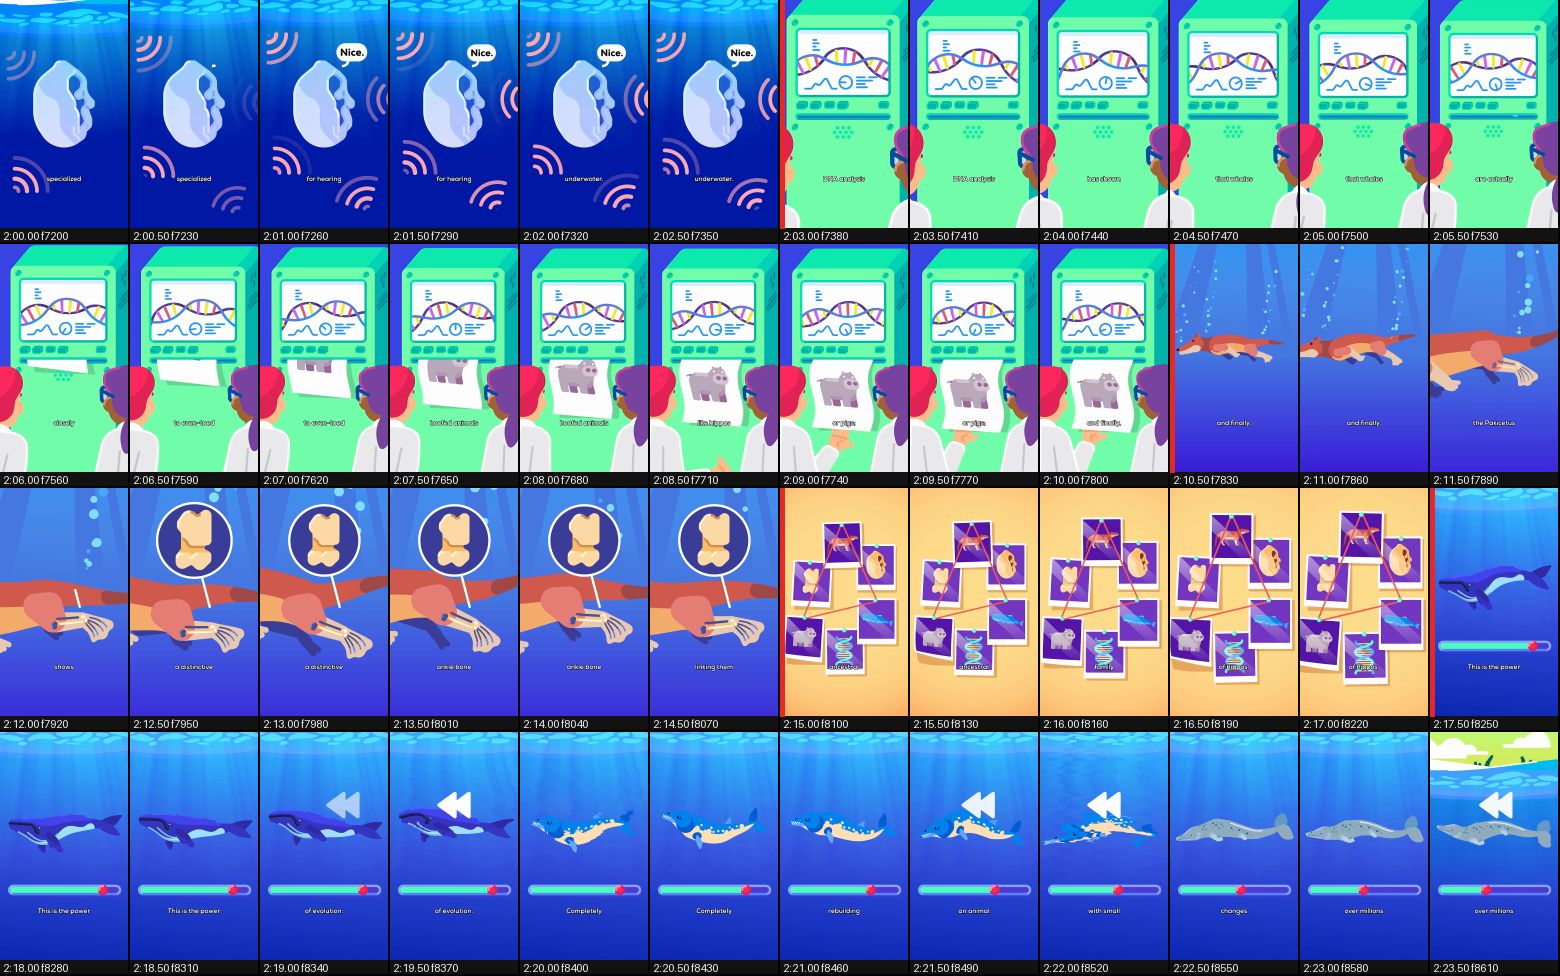 Nice. Nice. Nice. Nice.
specialized specialized for hearing for hearing underwater. underwater. DNA analysis DNA analysis has shown that whales that whales are actually
2:00.00 f7200 2:00.50 f7230 2:01.00 f7260 2:01.50 f7290 2:02.00 f7320 2:02.50 f7350 2:03.00 f7380 2:03.50 f7410 2:04.00 f7440 2:04.50 f7470 2:05.00 f7500 2:05.50 f7530
closely to even-toed to even-toed hoofed animals hoofed animals like hippos or pigs. or pigs. and finally, and finally, and finally, the Pakicetus
2:06.00 f7560 2:06.50 f7590 2:07.00 f7620 2:07.50 f7650 2:08.00 f7680 2:08.50 f7710 2:09.00 f7740 2:09.50 f7770 2:10.00 f7800 2:10.50 f7830 2:11.00 f7860 2:11.50 f7890
shows a distinctive a distinctive ankle bone ankle bone linking them ancestral ancestral family of hippos of hippos This is the power
2:12.00 f7920 2:12.50 f7950 2:13.00 f7980 2:13.50 f8010 2:14.00 f8040 2:14.50 f8070 2:15.00 f8100 2:15.50 f8130 2:16.00 f8160 2:16.50 f8190 2:17.00 f8220 2:17.50 f8250
This is the power This is the power of evolution: of evolution: Completely Completely rebuilding an animal with small changes over millions over millions
2:18.00 f8280 2:18.50 f8310 2:19.00 f8340 2:19.50 f8370 2:20.00 f8400 2:20.50 f8430 2:21.00 f8460 2:21.50 f8490 2:22.00 f8520 2:22.50 f8550 2:23.00 f8580 2:23.50 f8610